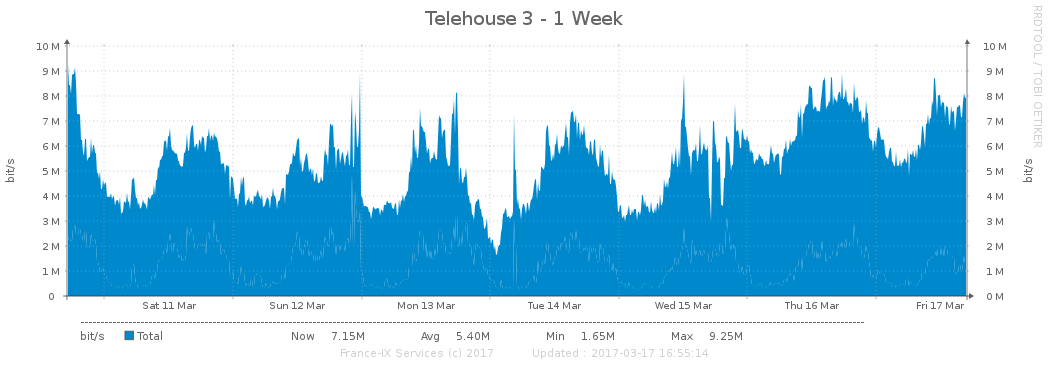 Telehouse 3 - 1 Week
RRDTOOL / TOBI OETIKER
bit/s
10 M 10 M
9 M 9 M
8 M 8 M
7 M 7 M
6 M 6 M
5 M 5 M
4 M 4 M
3 M 3 M
2 M 2 M
1 M 1 M
0 0 M
bit/s
Sat 11 Mar Sun 12 Mar Mon 13 Mar Tue 14 Mar Wed 15 Mar Thu 16 Mar Fri 17 Mar
bit/s Total Now 7.15M Avg 5.40M Min 1.65M Max 9.25M
France-IX Services (c) 2017 Updated : 2017-03-17 16:55:14